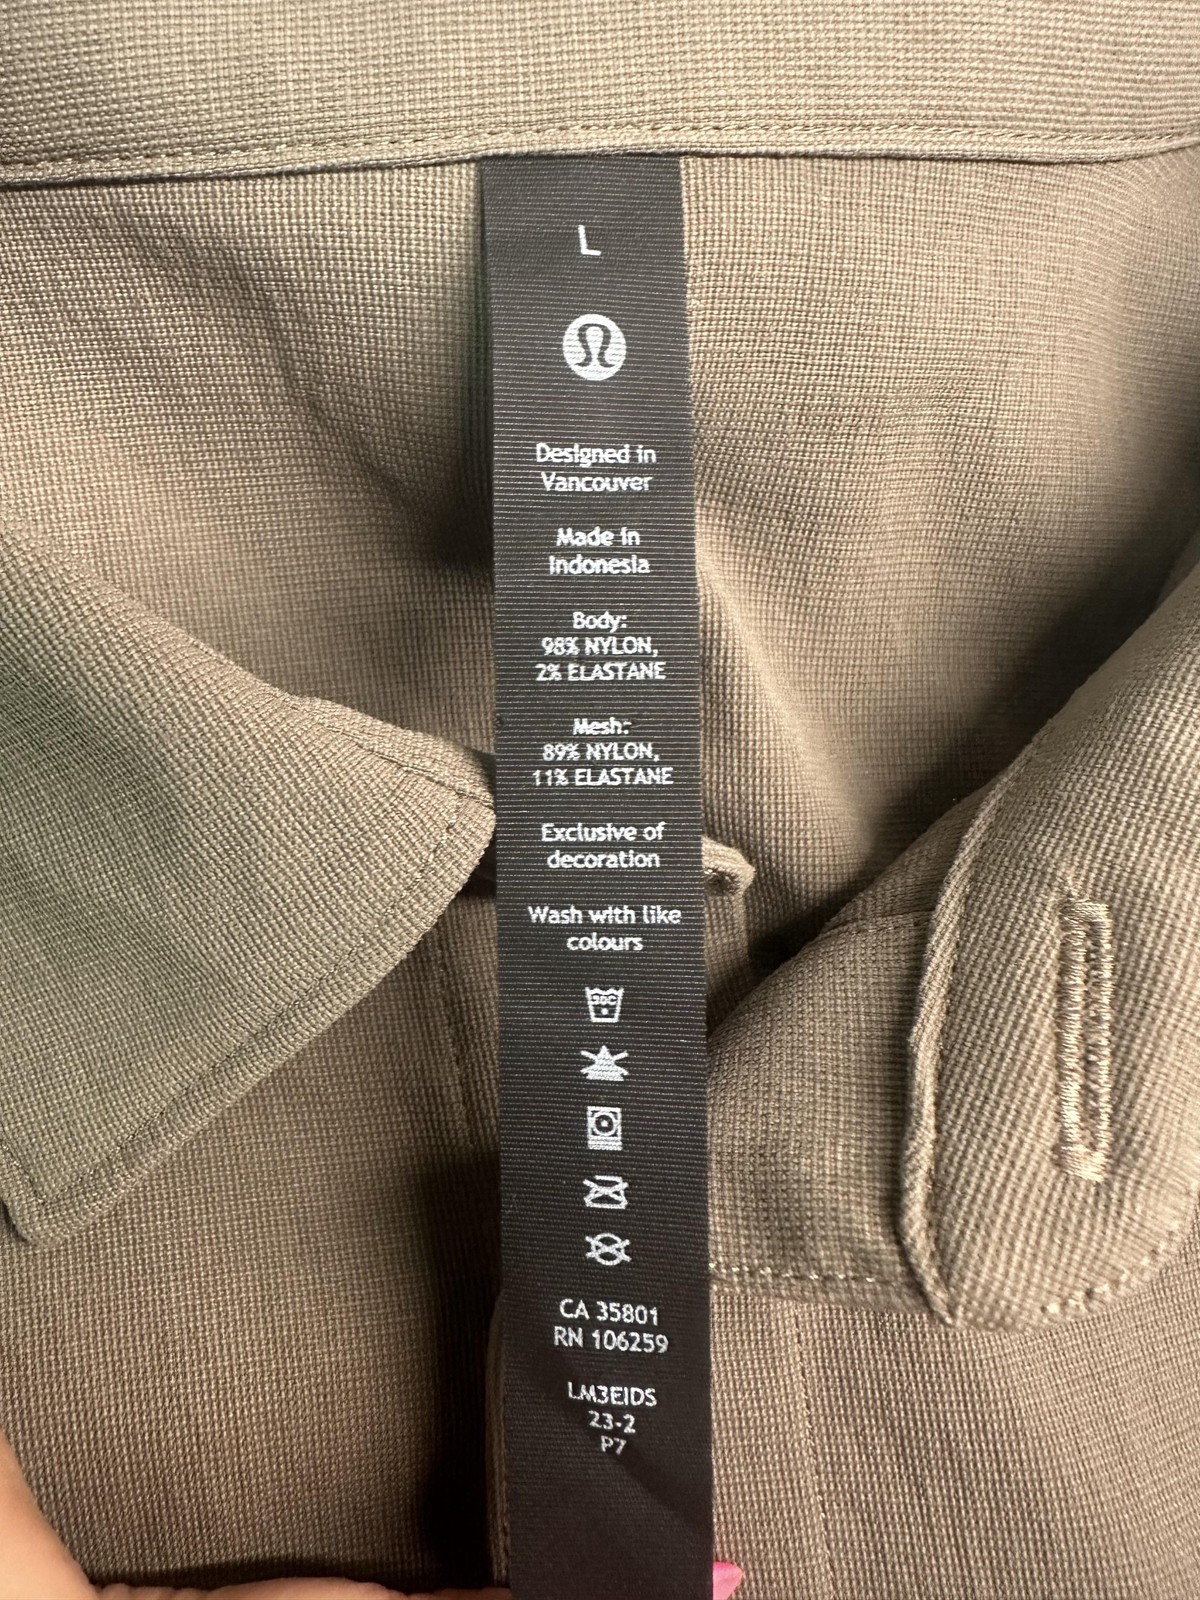 L
Designed in
Vancouver
Made in
Indonesia
Body:
98% NYLON,
2% ELASTANE
Mesh:
89% NYLON,
11% ELASTANE
Exclusive of
decoration
Wash with like
colours
30C
CA 35801
RN 106259
LM3EIDS
23-2
P7